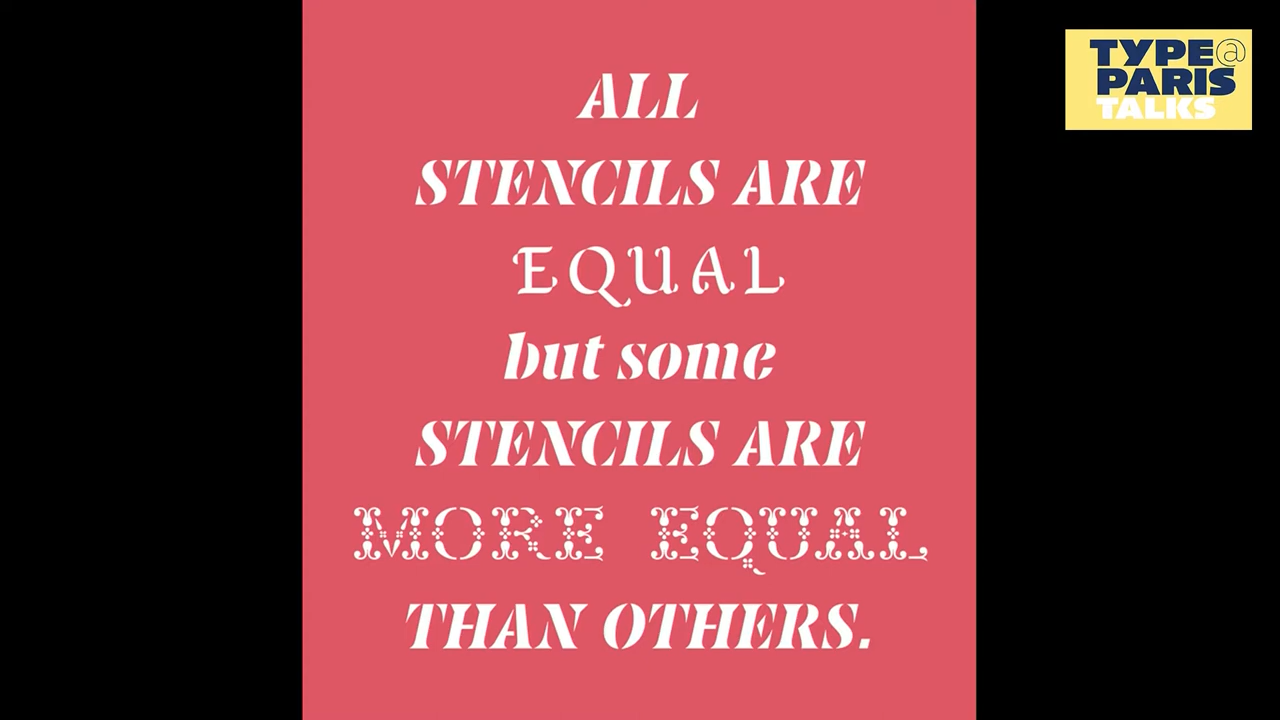 ALL
STENCILS ARE
EQUAL
but some
STENCILS ARE
MORE EQUAL
THAN OTHERS.
TYPE@
PARIS
TALKS